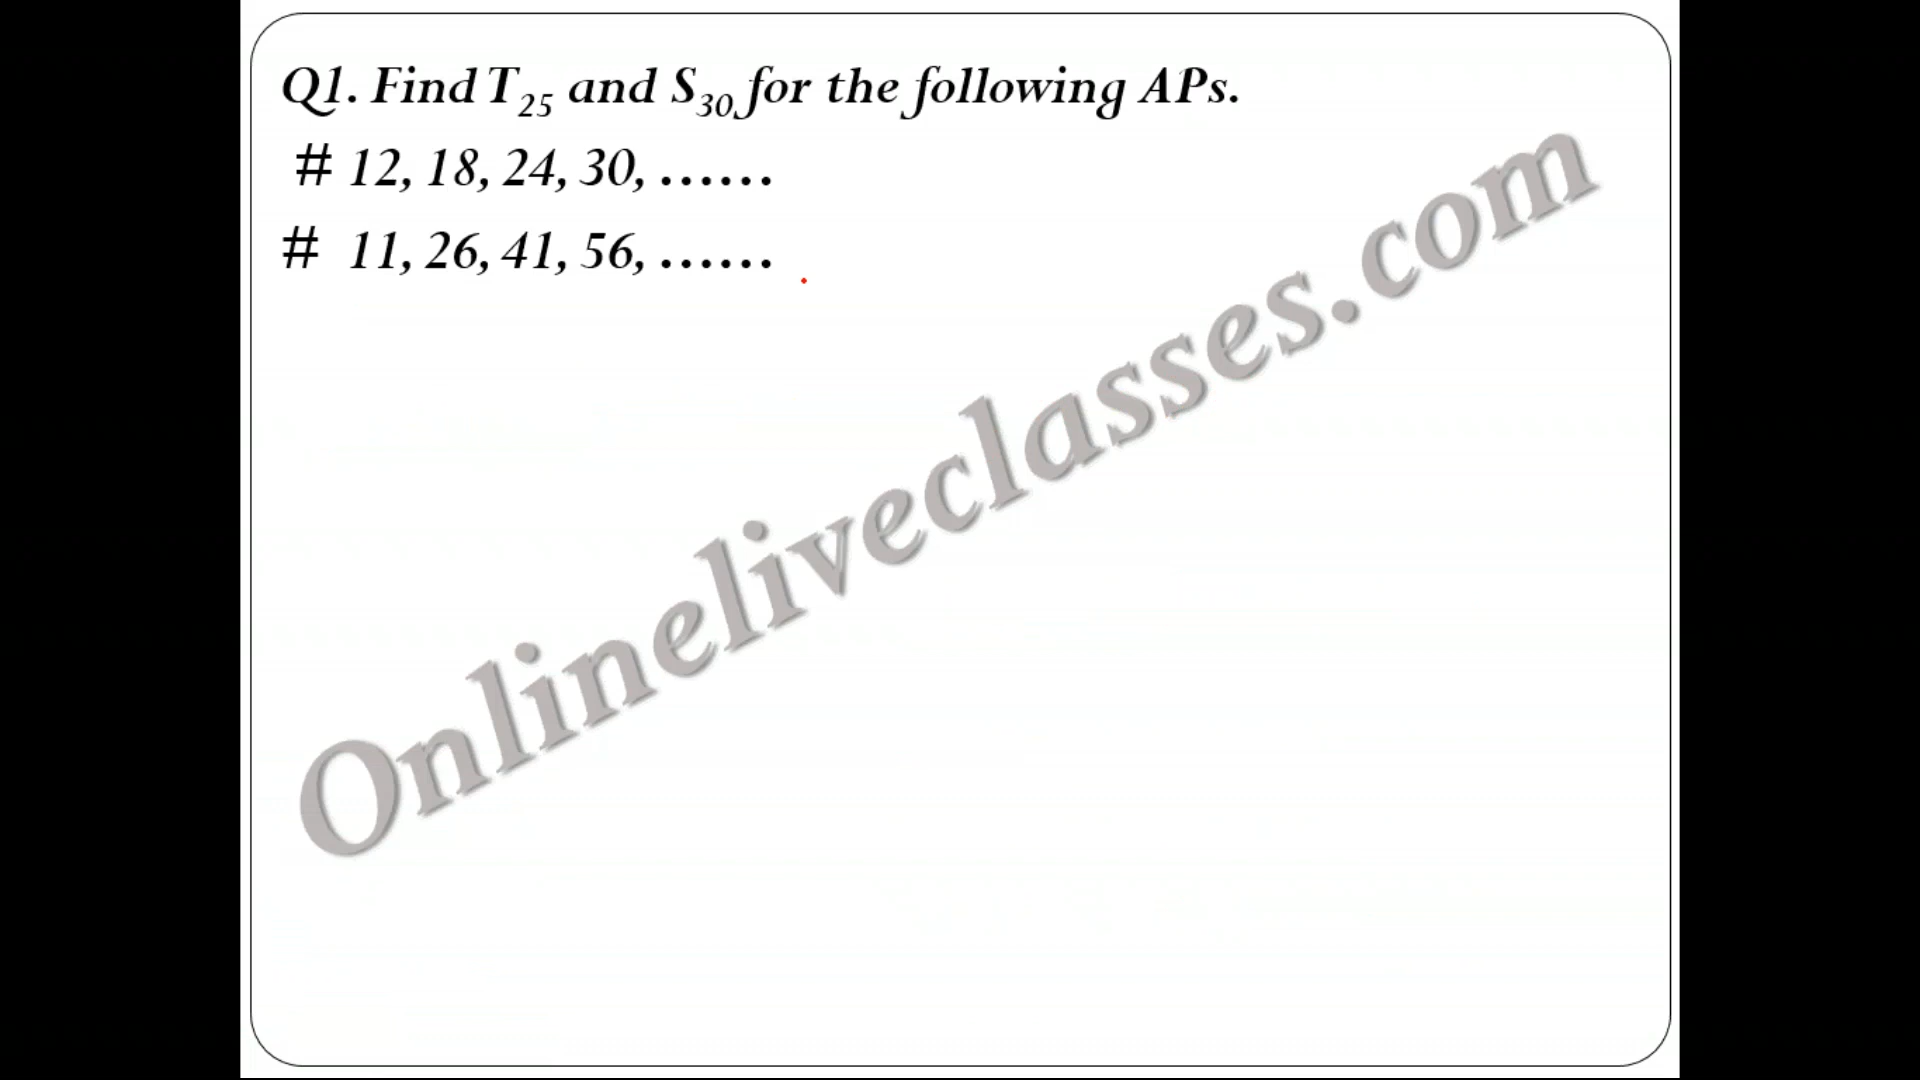 Q1. Find T25 and S30 for the following APs.
# 12, 18, 24, 30, ......
# 11, 26, 41, 56, ......
Onlineliveclasses.com